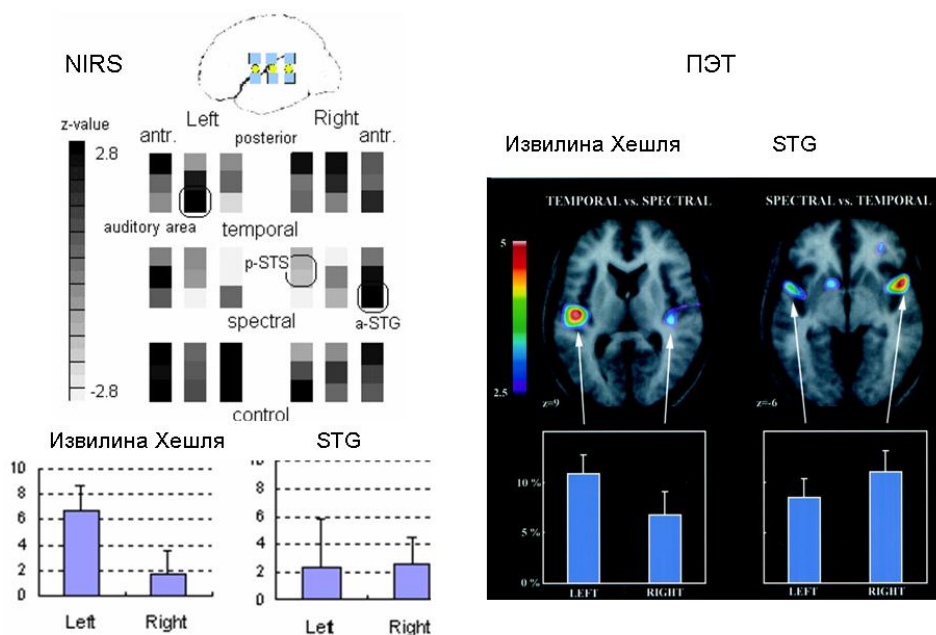 NIRS
Left
Right
z-value
antr.
posterior
antr.
2.8
auditory area
temporal
p-STS
spectral
a-STG
-2.8
control
Извилина Хешля
STG
10
8
6
4
2
0
Left
Right
10
8
6
4
2
0
Left
Right
ПЭТ
Извилина Хешля
STG
TEMPORAL vs. SPECTRAL
SPECTRAL vs. TEMPORAL
5
2.5
z=9
z=-6
10 %
5 %
0 %
LEFT
RIGHT
LEFT
RIGHT